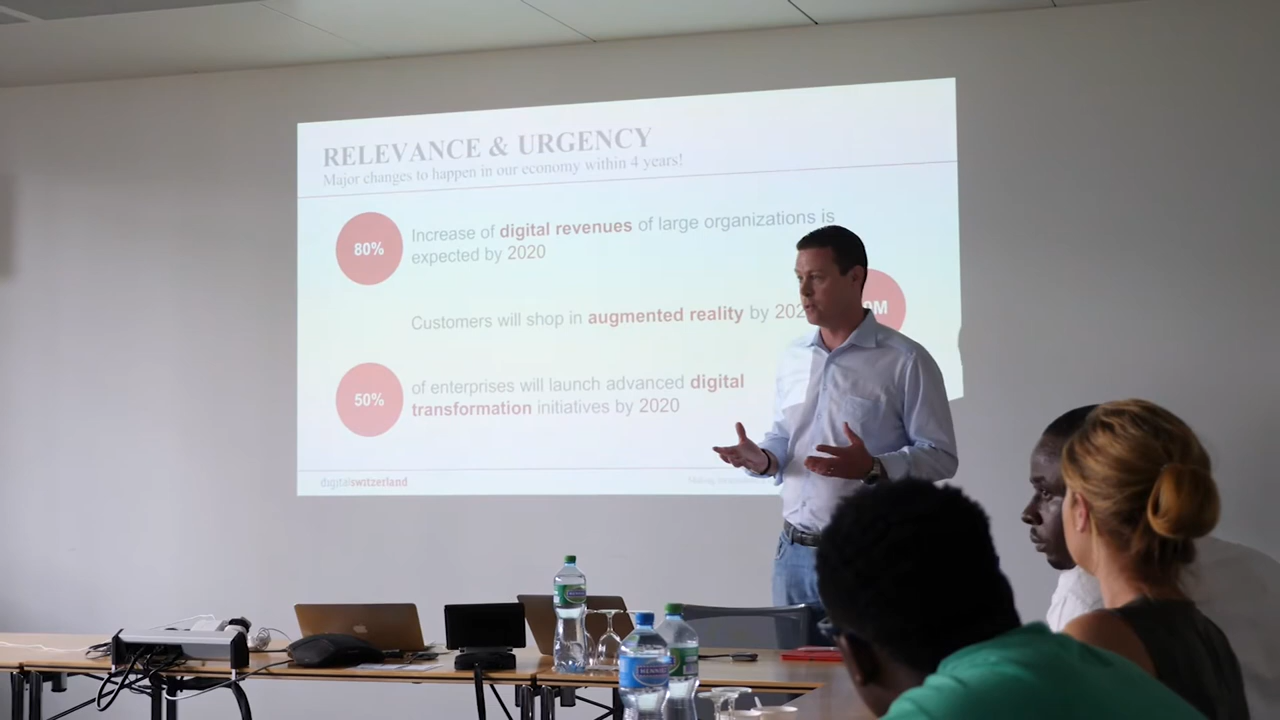 RELEVANCE & URGENCY
Major changes to happen in our economy within 4 years!
80%
Increase of digital revenues of large organizations is
expected by 2020
Customers will shop in augmented reality by
50%
of enterprises will launch advanced digital
transformation initiatives by 2020
digitalswitzerland